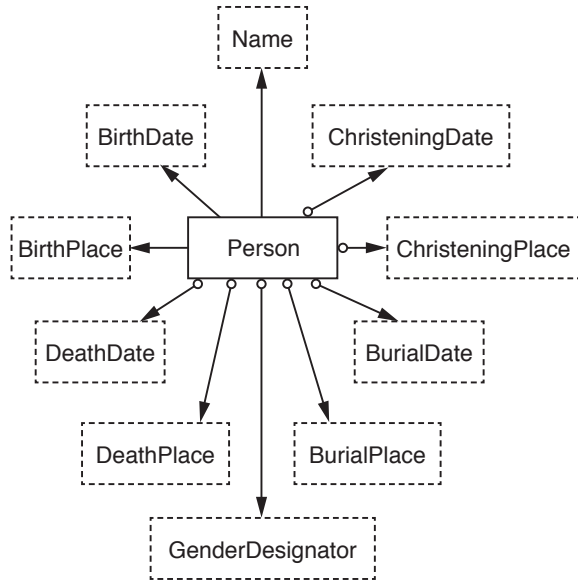 Name
BirthDate
ChristeningDate
BirthPlace
Person
ChristeningPlace
DeathDate
BurialDate
DeathPlace
BurialPlace
GenderDesignator